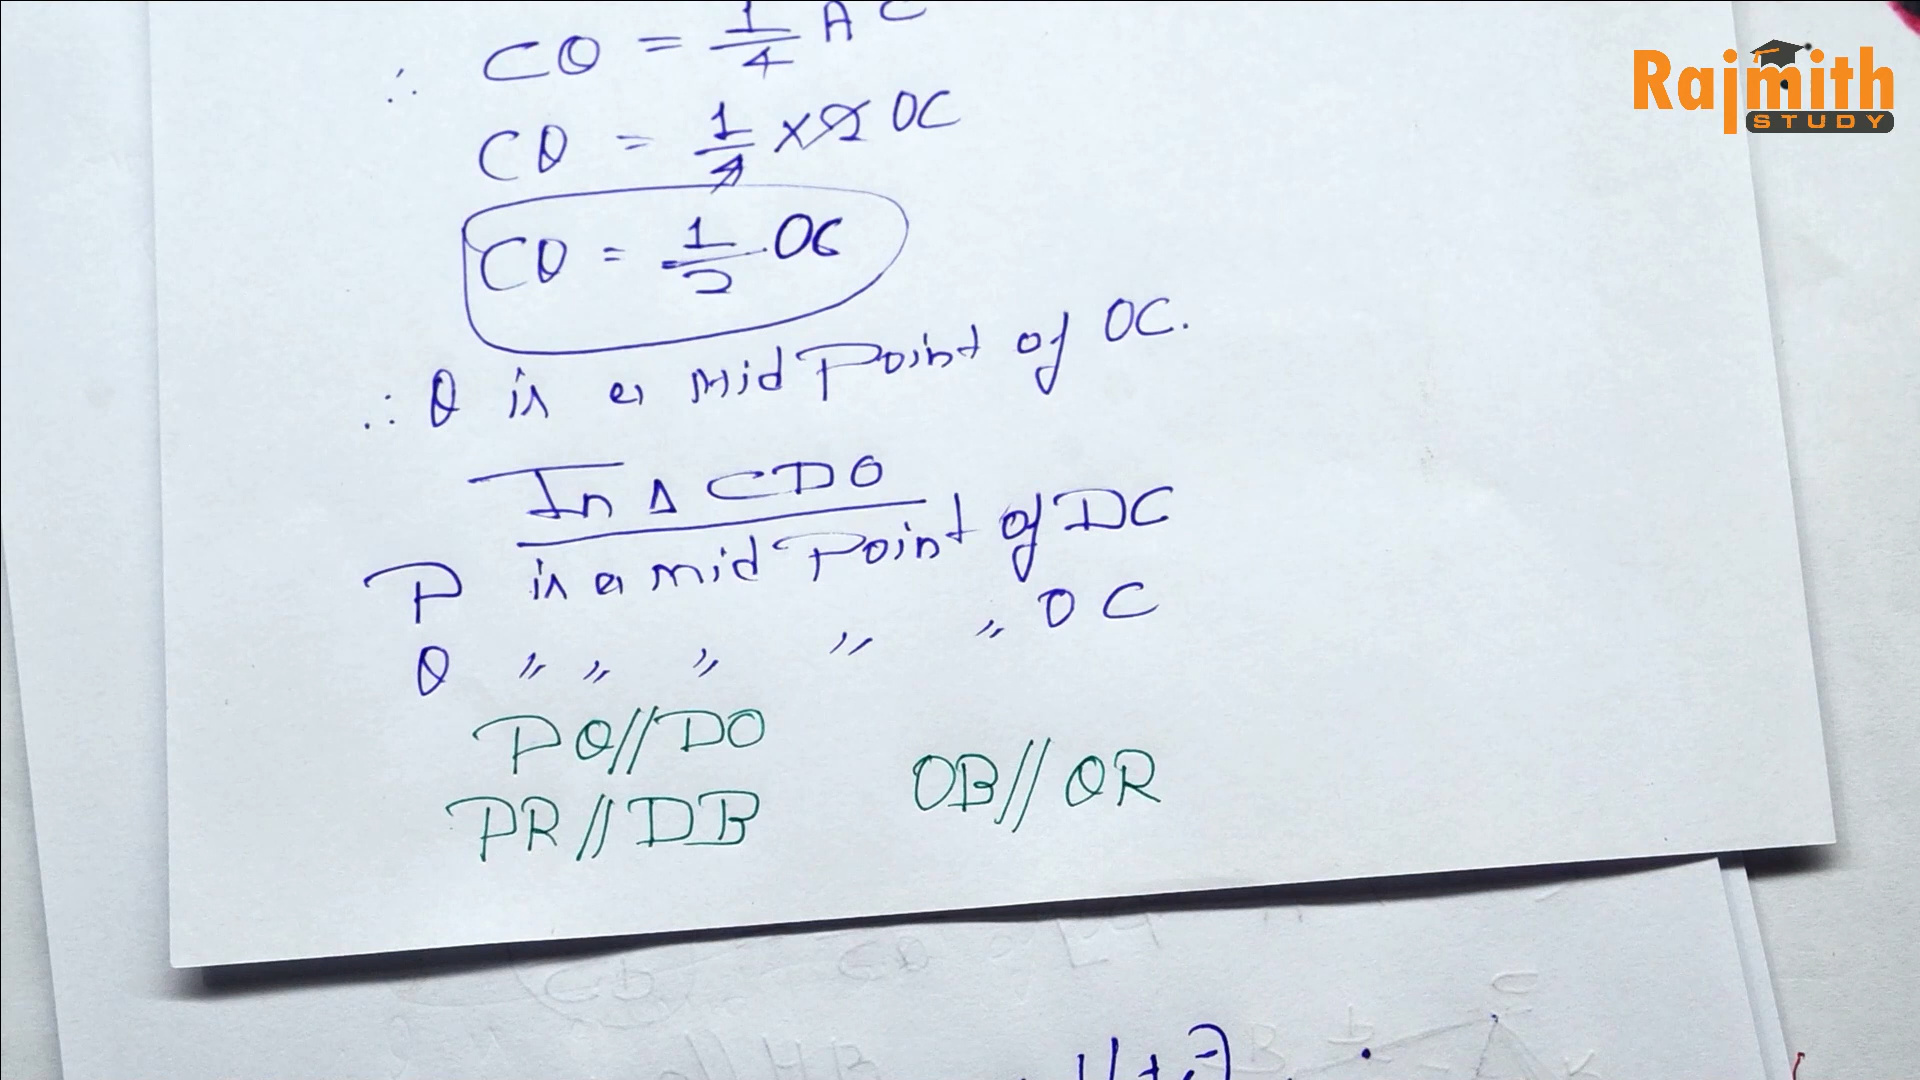 ∴ CQ = 1/4 AC
CQ = 1/4 × 2 OC
CQ = 1/2 OC
∴ Q is a mid Point of OC.
In Δ CDO
P is a mid Point of DC
Q " " " " " OC
PQ//DO
OB//QR
PR//DB
Rajmith
STUDY